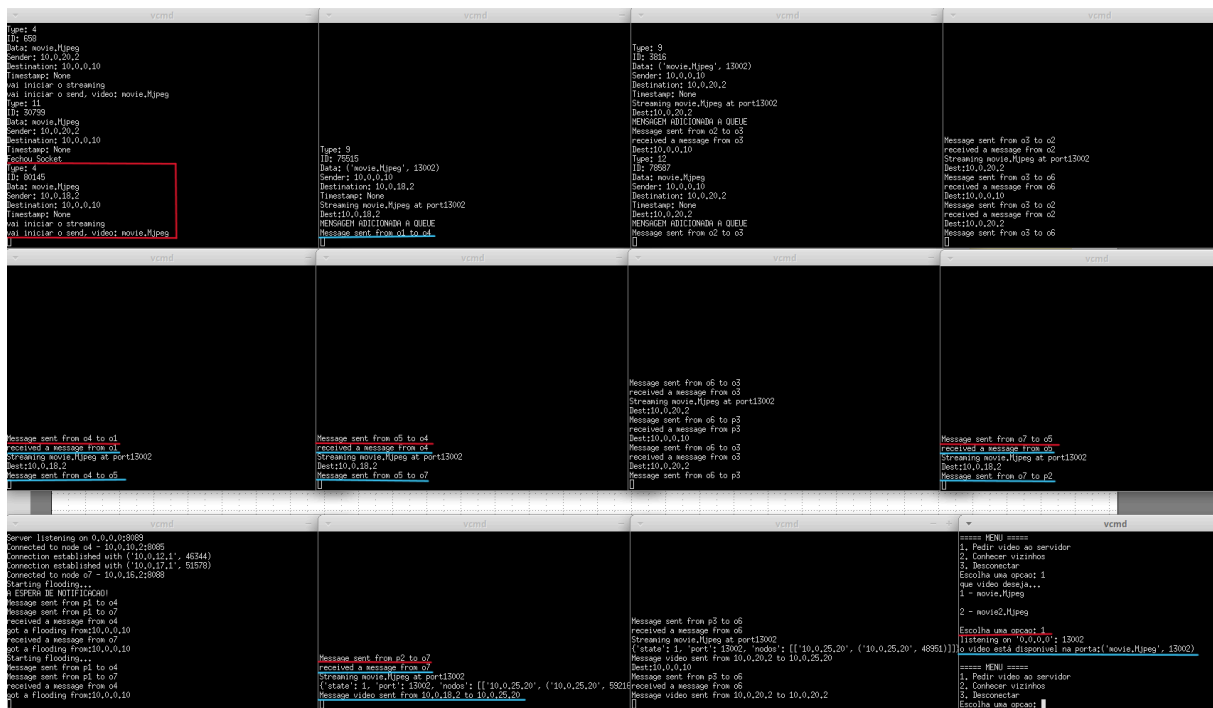 vcmd
Type: 4
ID: 658
Data: movie.Mjpeg
Sender: 10.0.20.2
Destination: 10.0.0.10
Timestamp: None
vai iniciar o streaming
vai iniciar o send, video: movie.Mjpeg
Type: 11
ID: 30799
Data: movie.Mjpeg
Sender: 10.0.20.2
Destination: 10.0.0.10
Timestamp: None
Fechou Socket
Type: 4
ID: 80145
Data: movie.Mjpeg
Sender: 10.0.18.2
Destination: 10.0.0.10
Timestamp: None
vai iniciar o streaming
vai iniciar o send, video: movie.Mjpeg
vcmd
Type: 9
ID: 75515
Data: ('movie.Mjpeg', 13002)
Sender: 10.0.0.10
Destination: 10.0.18.2
Timestamp: None
Streaming movie.Mjpeg at port13002
Dest:10.0.18.2
MENSAGEM ADICIONADA A QUEUE
Message sent from o1 to o4
vcmd
Type: 9
ID: 3816
Data: ('movie.Mjpeg', 13002)
Sender: 10.0.0.10
Destination: 10.0.20.2
Timestamp: None
Streaming movie.Mjpeg at port13002
Dest:10.0.20.2
MENSAGEM ADICIONADA A QUEUE
Message sent from o2 to o3
received a message from o3
Dest:10.0.0.10
Type: 12
ID: 78587
Data: movie.Mjpeg
Sender: 10.0.0.10
Destination: 10.0.20.2
Timestamp: None
Dest:10.0.20.2
MENSAGEM ADICIONADA A QUEUE
Message sent from o2 to o3
vcmd
Message sent from o3 to o2
received a message from o2
Streaming movie.Mjpeg at port13002
Dest:10.0.20.2
Message sent from o3 to o6
received a message from o6
Dest:10.0.0.10
Message sent from o3 to o2
received a message from o2
Dest:10.0.20.2
Message sent from o3 to o6
vcmd
Message sent from o4 to o1
received a message from o1
Streaming movie.Mjpeg at port13002
Dest:10.0.18.2
Message sent from o4 to o5
vcmd
Message sent from o5 to o4
received a message from o4
Streaming movie.Mjpeg at port13002
Dest:10.0.18.2
Message sent from o5 to o7
vcmd
Message sent from o6 to o3
received a message from o3
Streaming movie.Mjpeg at port13002
Dest:10.0.20.2
Message sent from o6 to p3
received a message from p3
Dest:10.0.0.10
Message sent from o6 to o3
received a message from o3
Dest:10.0.20.2
Message sent from o6 to p3
vcmd
Message sent from o7 to o5
received a message from o5
Streaming movie.Mjpeg at port13002
Dest:10.0.18.2
Message sent from o7 to p2
vcmd
Server listening on 0.0.0.0:8089
Connected to node o4 - 10.0.10.2:8085
Connection established with ('10.0.12.1', 46344)
Connection established with ('10.0.17.1', 51578)
Connected to node o7 - 10.0.16.2:8088
Starting flooding...
A ESPERA DE NOTIFICACAO!
Message sent from p1 to o4
Message sent from p1 to o7
received a message from o4
got a flooding from:10.0.0.10
received a message from o7
got a flooding from:10.0.0.10
Starting flooding...
Message sent from p1 to o4
Message sent from p1 to o7
received a message from o4
got a flooding from:10.0.0.10
vcmd
Message sent from p2 to o7
received a message from o7
Streaming movie.Mjpeg at port13002
{'state': 1, 'port': 13002, 'nodos': [['10.0.25.20', ('10.0.25.20', 59218
Message video sent from 10.0.18.2 to 10.0.25.20
vcmd
Message sent from p3 to o6
received a message from o6
Streaming movie.Mjpeg at port13002
{'state': 1, 'port': 13002, 'nodos': [['10.0.25.20', ('10.0.25.20', 48951)]]}
Message video sent from 10.0.20.2 to 10.0.25.20
Dest:10.0.0.10
Message sent from p3 to o6
received a message from o6
Message video sent from 10.0.20.2 to 10.0.20.2
vcmd
===== MENU =====
1. Pedir video ao servidor
2. Conhecer vizinhos
3. Desconectar
Escolha uma opcao: 1
que video deseja...
1 - movie.Mjpeg
2 - movie2.Mjpeg
Escolha uma opcao: 1
listening on '0.0.0.0': 13002
o video está disponivel na porta:('movie.Mjpeg', 13002)
===== MENU =====
1. Pedir video ao servidor
2. Conhecer vizinhos
3. Desconectar
Escolha uma opcao: